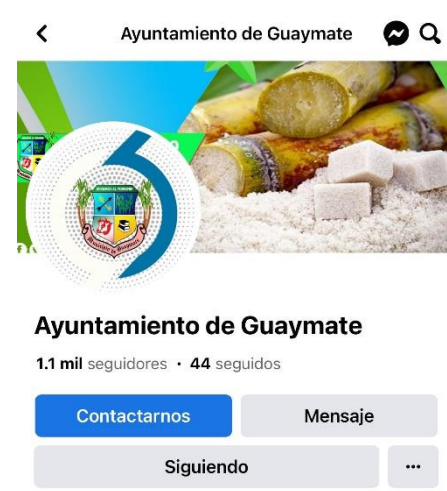 Ayuntamiento de Guaymate
Ayuntamiento de Guaymate
1.1 mil seguidores · 44 seguidos
Contactarnos
Mensaje
Siguiendo
...